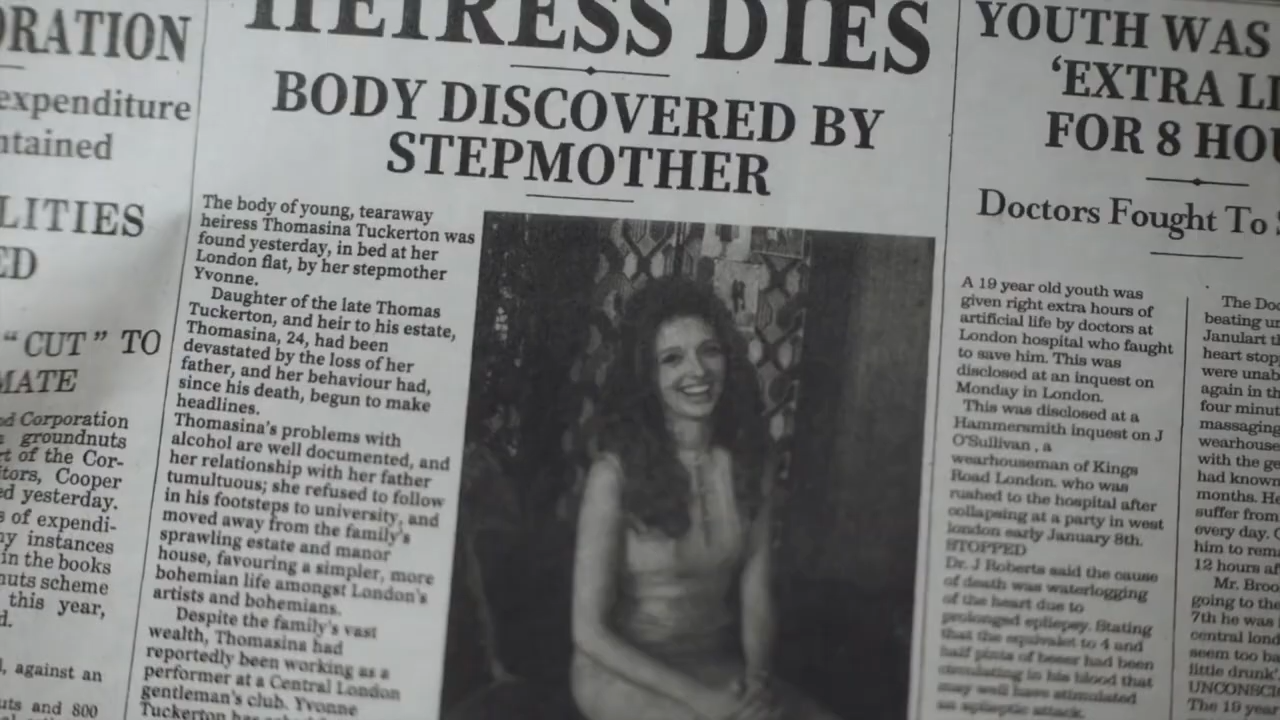 HEIRESS DIES
BODY DISCOVERED BY
STEPMOTHER
The body of young, tearaway
heiress Thomasina Tuckerton was
found yesterday, in bed at her
London flat, by her stepmother
Yvonne.
Daughter of the late Thomas
Tuckerton, and heir to his estate,
Thomasina, 24, had been
devastated by the loss of her
father, and her behaviour had,
since his death, begun to make
headlines.
Thomasina's problems with
alcohol are well documented, and
her relationship with her father
tumultuous; she refused to follow
in his footsteps to university, and
moved away from the family's
sprawling estate and manor
house, favouring a simpler, more
bohemian life amongst London's
artists and bohemians.
Despite the family's vast
wealth, Thomasina had
reportedly been working as a
performer at a Central London
gentleman's club. Yvonne
Tuckerton has
ORATION
expenditure
ntained
LITIES
ED
"CUT" TO
MATE
Corporation
groundnuts
t of the Cor-
tors, Cooper
ed yesterday.
s of expendi-
ny instances
in the books
nuts scheme
this year,
d.
, against an
uts and 800
YOUTH WAS
'EXTRA LI
FOR 8 HOU
Doctors Fought To
A 19 year old youth was
given right extra hours of
artificial life by doctors at
London hospital who faught
to save him. This was
disclosed at an inquest on
Monday in London.
This was disclosed at a
Hammersmith inquest on J
O'Sullivan , a
wearhouseman of Kings
Road London. who was
rushed to the hospital after
collapsing at a party in west
london early January 8th.
STOPPED
Dr. J Roberts said the cause
of death was waterlogging
of the heart due to
prolonged epilepsy. Stating
that the equivalet to 4 and
half pints of beser had been
circulating in his blood that
may well have stimulated
an epileptic attack.
The Doc
beating un
Janulart th
heart stop
were unab
again in th
four minut
massaging
wearhouse
with the ge
had known
months. He
suffer from
every day.
him to rema
12 hours af
Mr. Broo
going to the
7th he was
central lond
seem too ba
little drunk'.
UNCONSCI
The 19 year